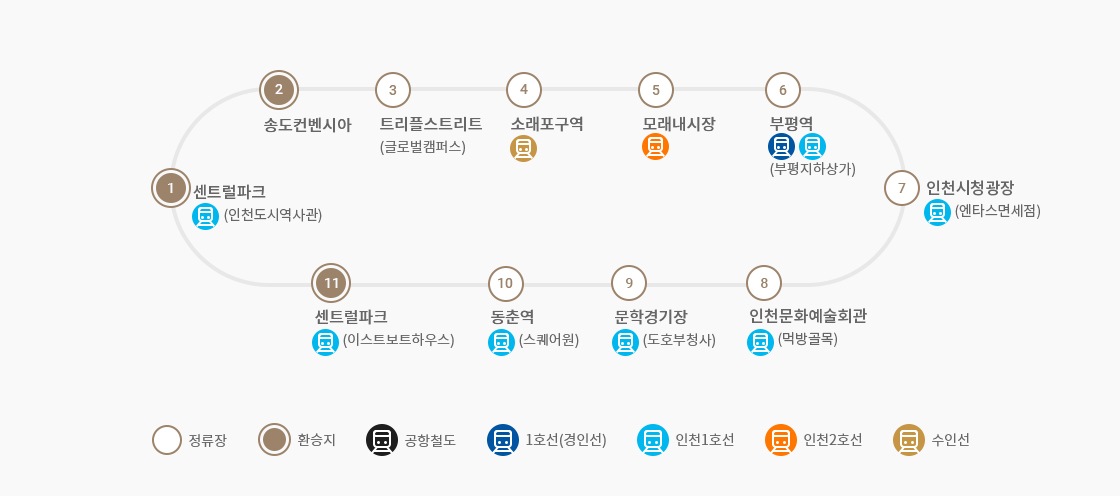 1
센트럴파크
(인천도시역사관)
2
송도컨벤시아
3
트리플스트리트
(글로벌캠퍼스)
4
소래포구역
5
모래내시장
6
부평역
(부평지하상가)
7
인천시청광장
(엔타스면세점)
8
인천문화예술회관
(먹방골목)
9
문학경기장
(도호부청사)
10
동춘역
(스퀘어원)
11
센트럴파크
(이스트보트하우스)
정류장
환승지
공항철도
1호선(경인선)
인천1호선
인천2호선
수인선